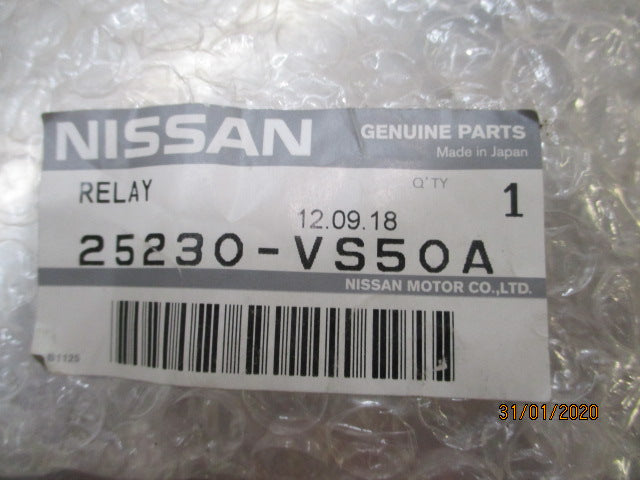 NISSAN GENUINE PARTS
Made in Japan
RELAY Q'TY 1
12.09.18
25230-VS50A
NISSAN MOTOR CO.,LTD.
B1125
31/01/2020